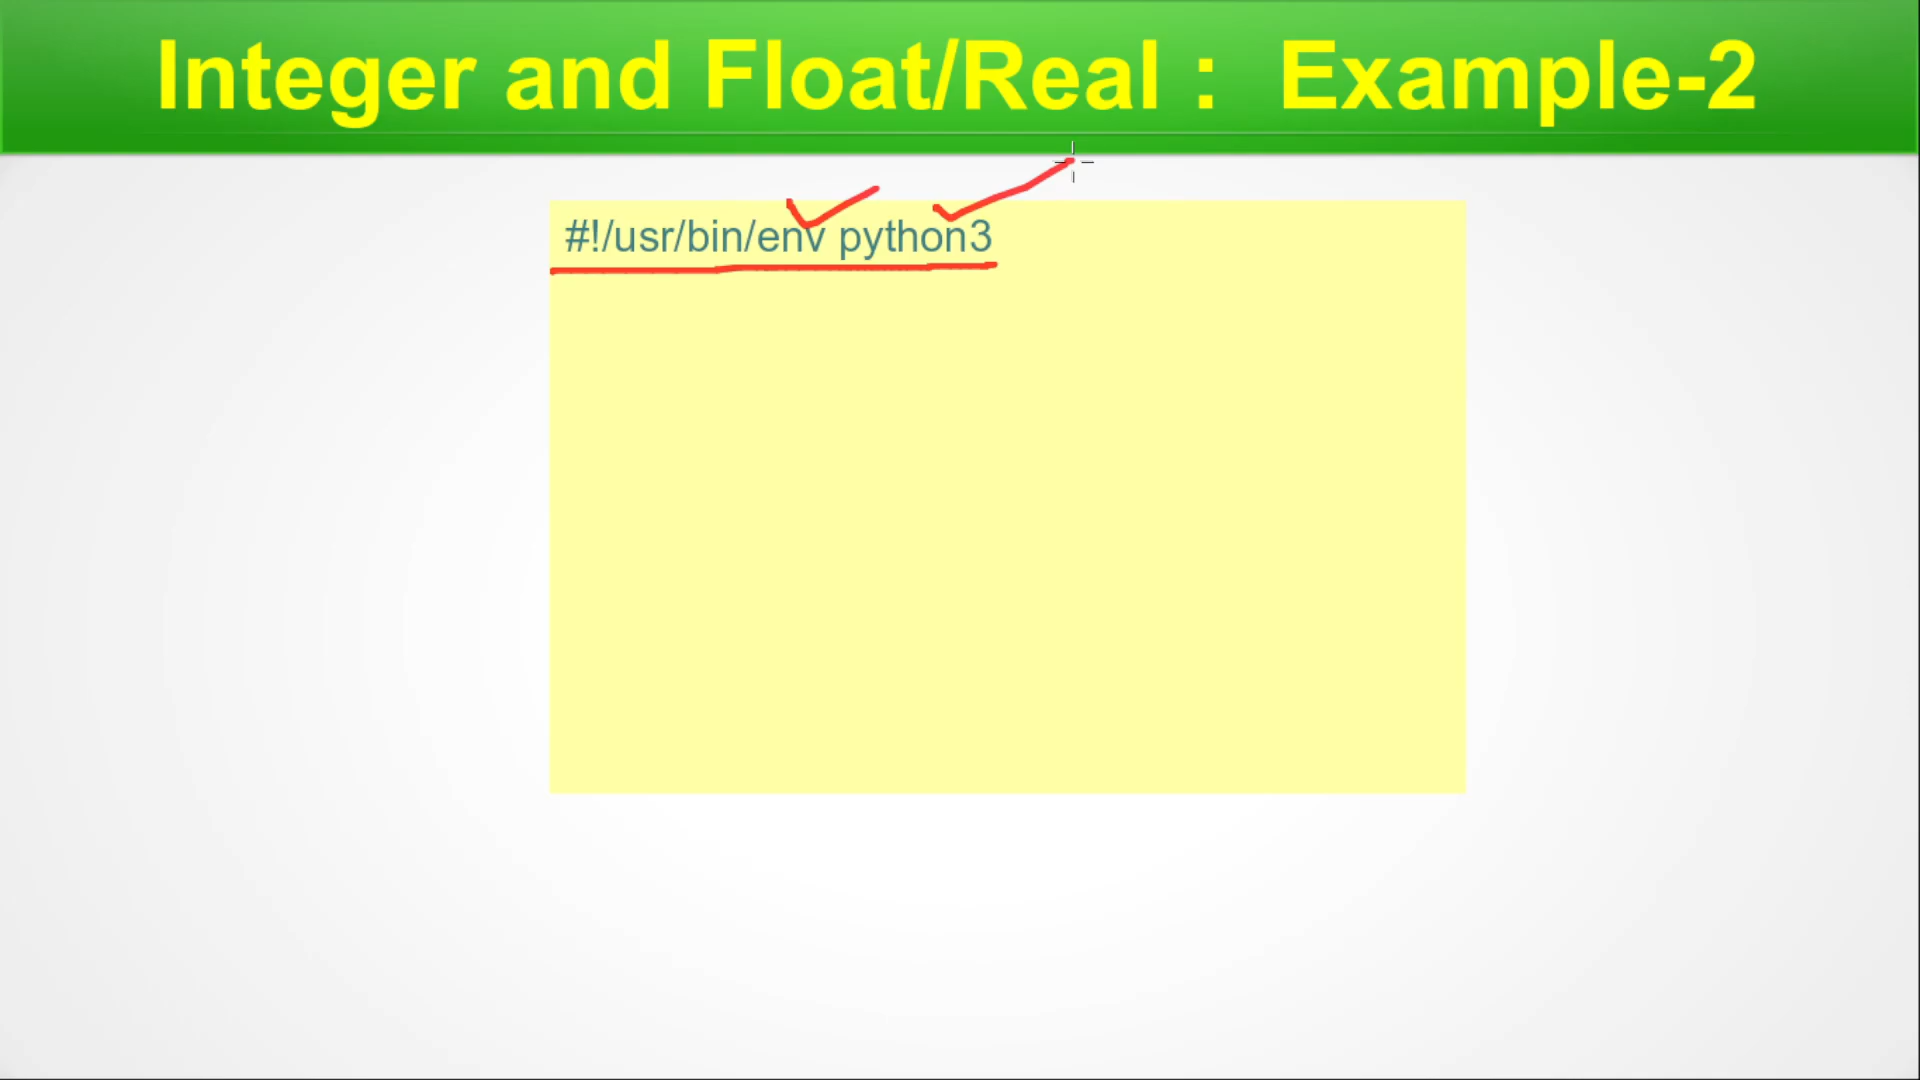 Integer and Float/Real : Example-2
#!/usr/bin/env python3